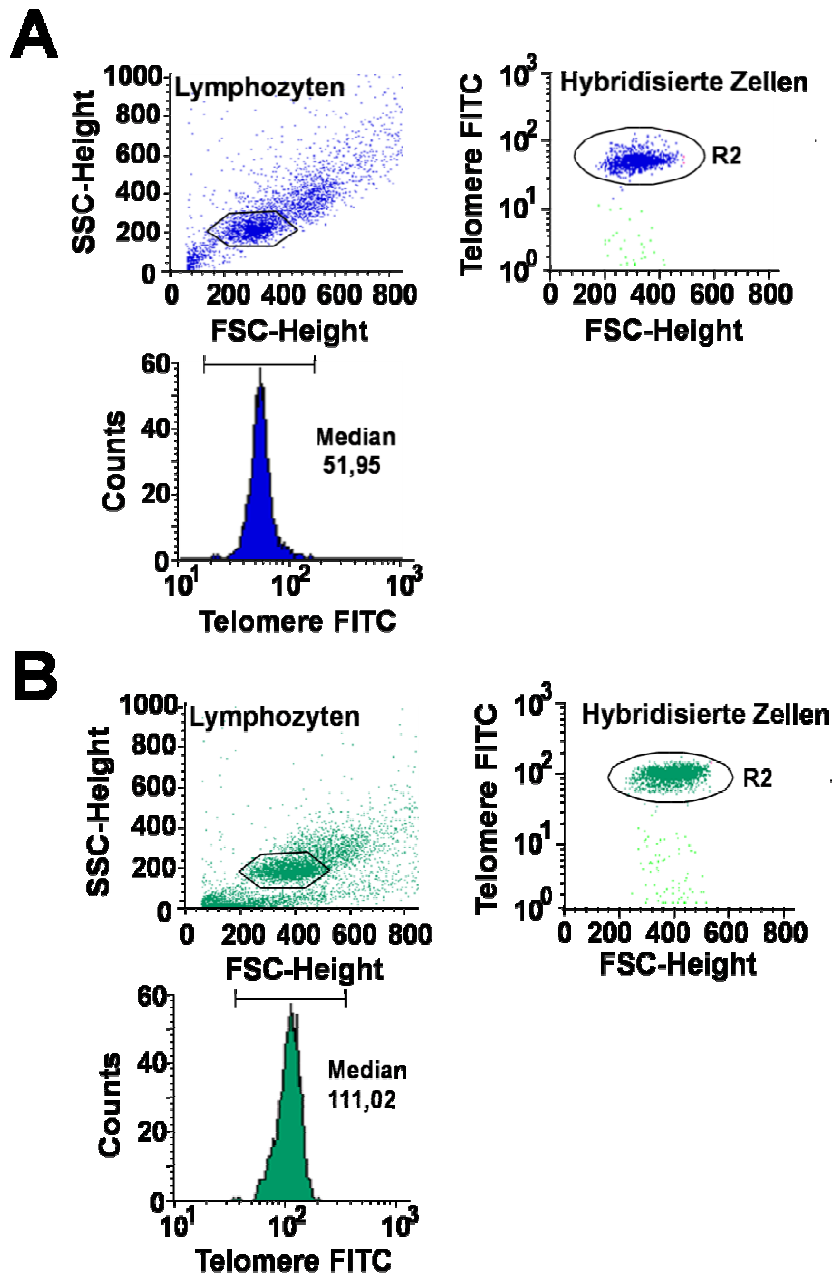 A
Lymphozyten
SSC-Height
1000
800
600
400
200
0
0 200 400 600 800
FSC-Height
Hybridisierte Zellen
Telomere FITC
10³
10²
10¹
10⁰
R2
0 200 400 600 800
FSC-Height
Counts
60
40
20
0
Median
51,95
10¹ 10² 10³
Telomere FITC
B
Lymphozyten
SSC-Height
1000
800
600
400
200
0
0 200 400 600 800
FSC-Height
Hybridisierte Zellen
Telomere FITC
10³
10²
10¹
10⁰
R2
0 200 400 600 800
FSC-Height
Counts
60
40
20
0
Median
111,02
10¹ 10² 10³
Telomere FITC